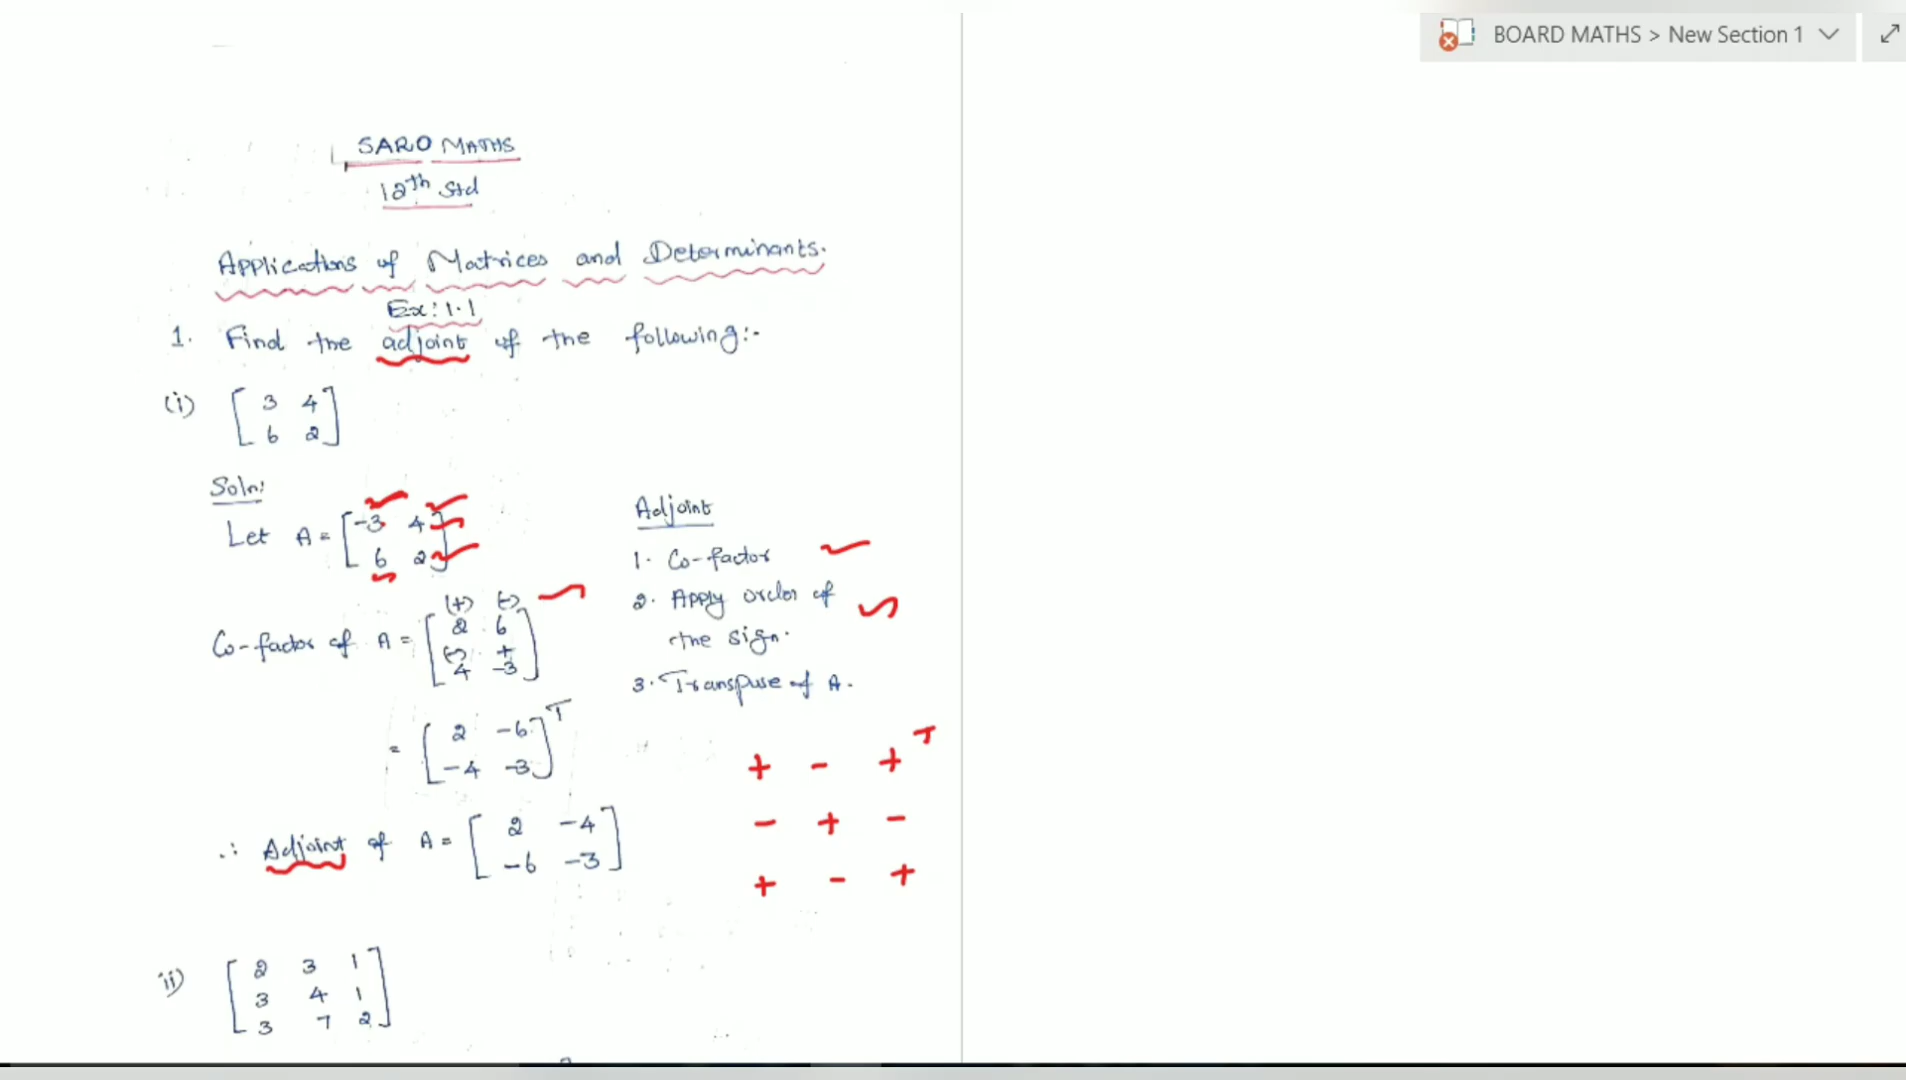 BOARD MATHS > New Section 1
SARO MATHS
12th Std
Applications of Matrices and Determinants.
Ex: 1.1
1. Find the adjoint of the following:-
(i) [ 3 4
6 2 ]
Soln:
Let A = [ -3 4
6 2 ]
Co-factor of A = [ (+) (-)
2 6
(-) +
4 -3 ]
= [ 2 -6
-4 -3 ] T
∴ Adjoint of A = [ 2 -4
-6 -3 ]
Adjoint
1. Co-factor
2. Apply order of
the sign.
3. Transpuse of A.
+ - + T
- + -
+ - +
ii) [ 2 3 1
3 4 1
3 7 2 ]